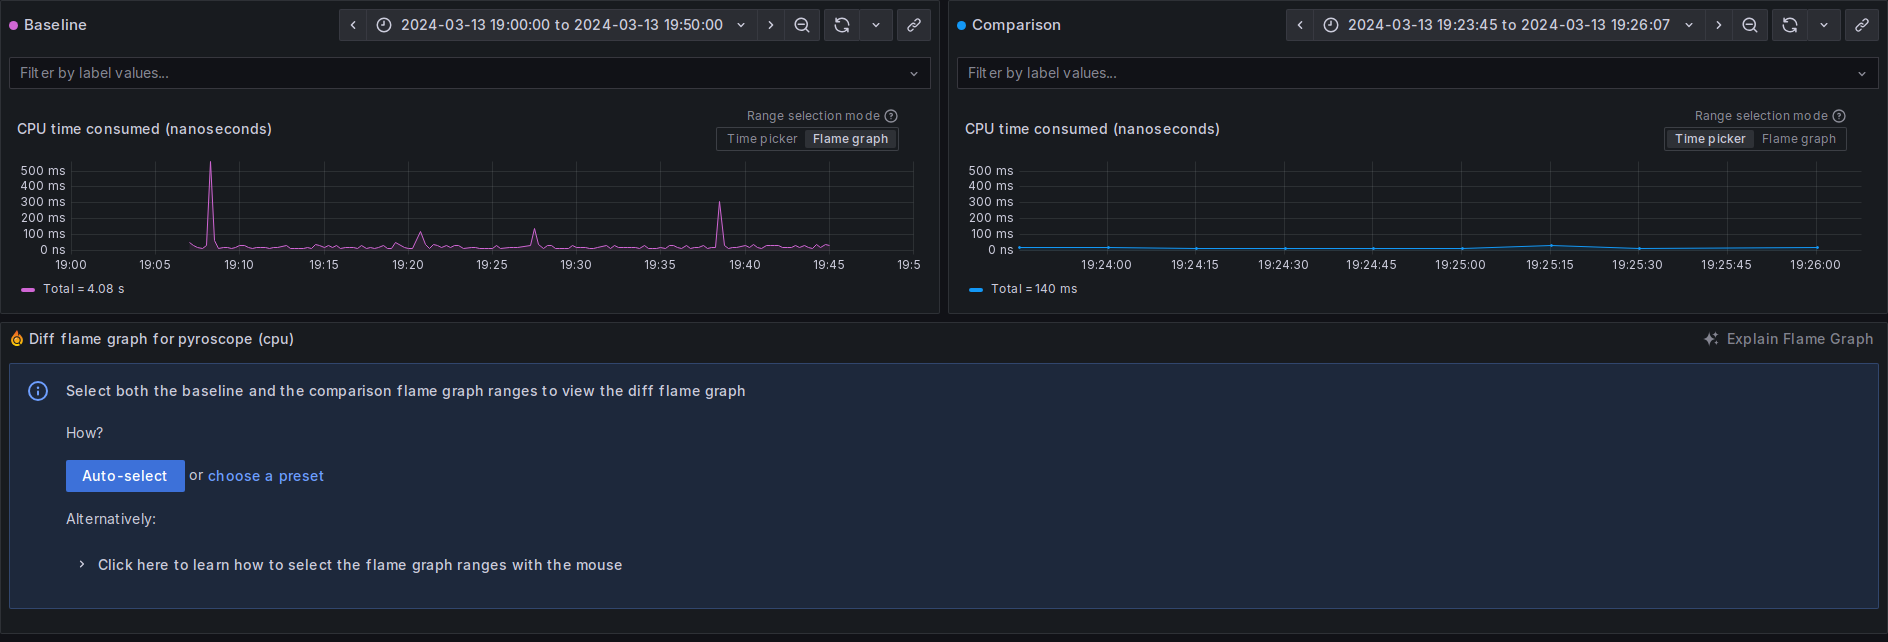 Baseline
2024-03-13 19:00:00 to 2024-03-13 19:50:00
Filter by label values...
Range selection mode
CPU time consumed (nanoseconds)
Time picker Flame graph
500 ms
400 ms
300 ms
200 ms
100 ms
0 ns
19:00 19:05 19:10 19:15 19:20 19:25 19:30 19:35 19:40 19:45 19:5
Total = 4.08 s
Comparison
2024-03-13 19:23:45 to 2024-03-13 19:26:07
Filter by label values...
Range selection mode
CPU time consumed (nanoseconds)
Time picker Flame graph
500 ms
400 ms
300 ms
200 ms
100 ms
0 ns
19:24:00 19:24:15 19:24:30 19:24:45 19:25:00 19:25:15 19:25:30 19:25:45 19:26:00
Total = 140 ms
Diff flame graph for pyroscope (cpu)
Explain Flame Graph
Select both the baseline and the comparison flame graph ranges to view the diff flame graph
How?
Auto-select or choose a preset
Alternatively:
Click here to learn how to select the flame graph ranges with the mouse